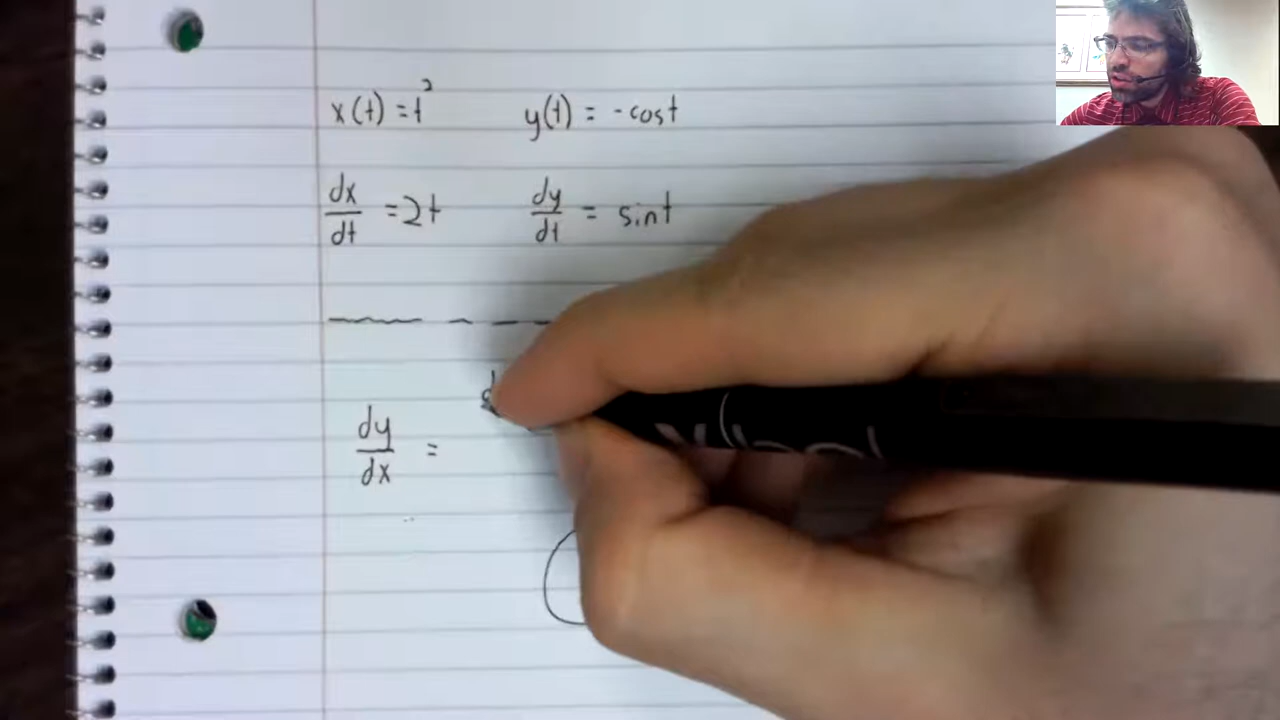 x(t) = t² y(t) = -cost
dx/dt = 2t dy/dt = sint
dy/dx =